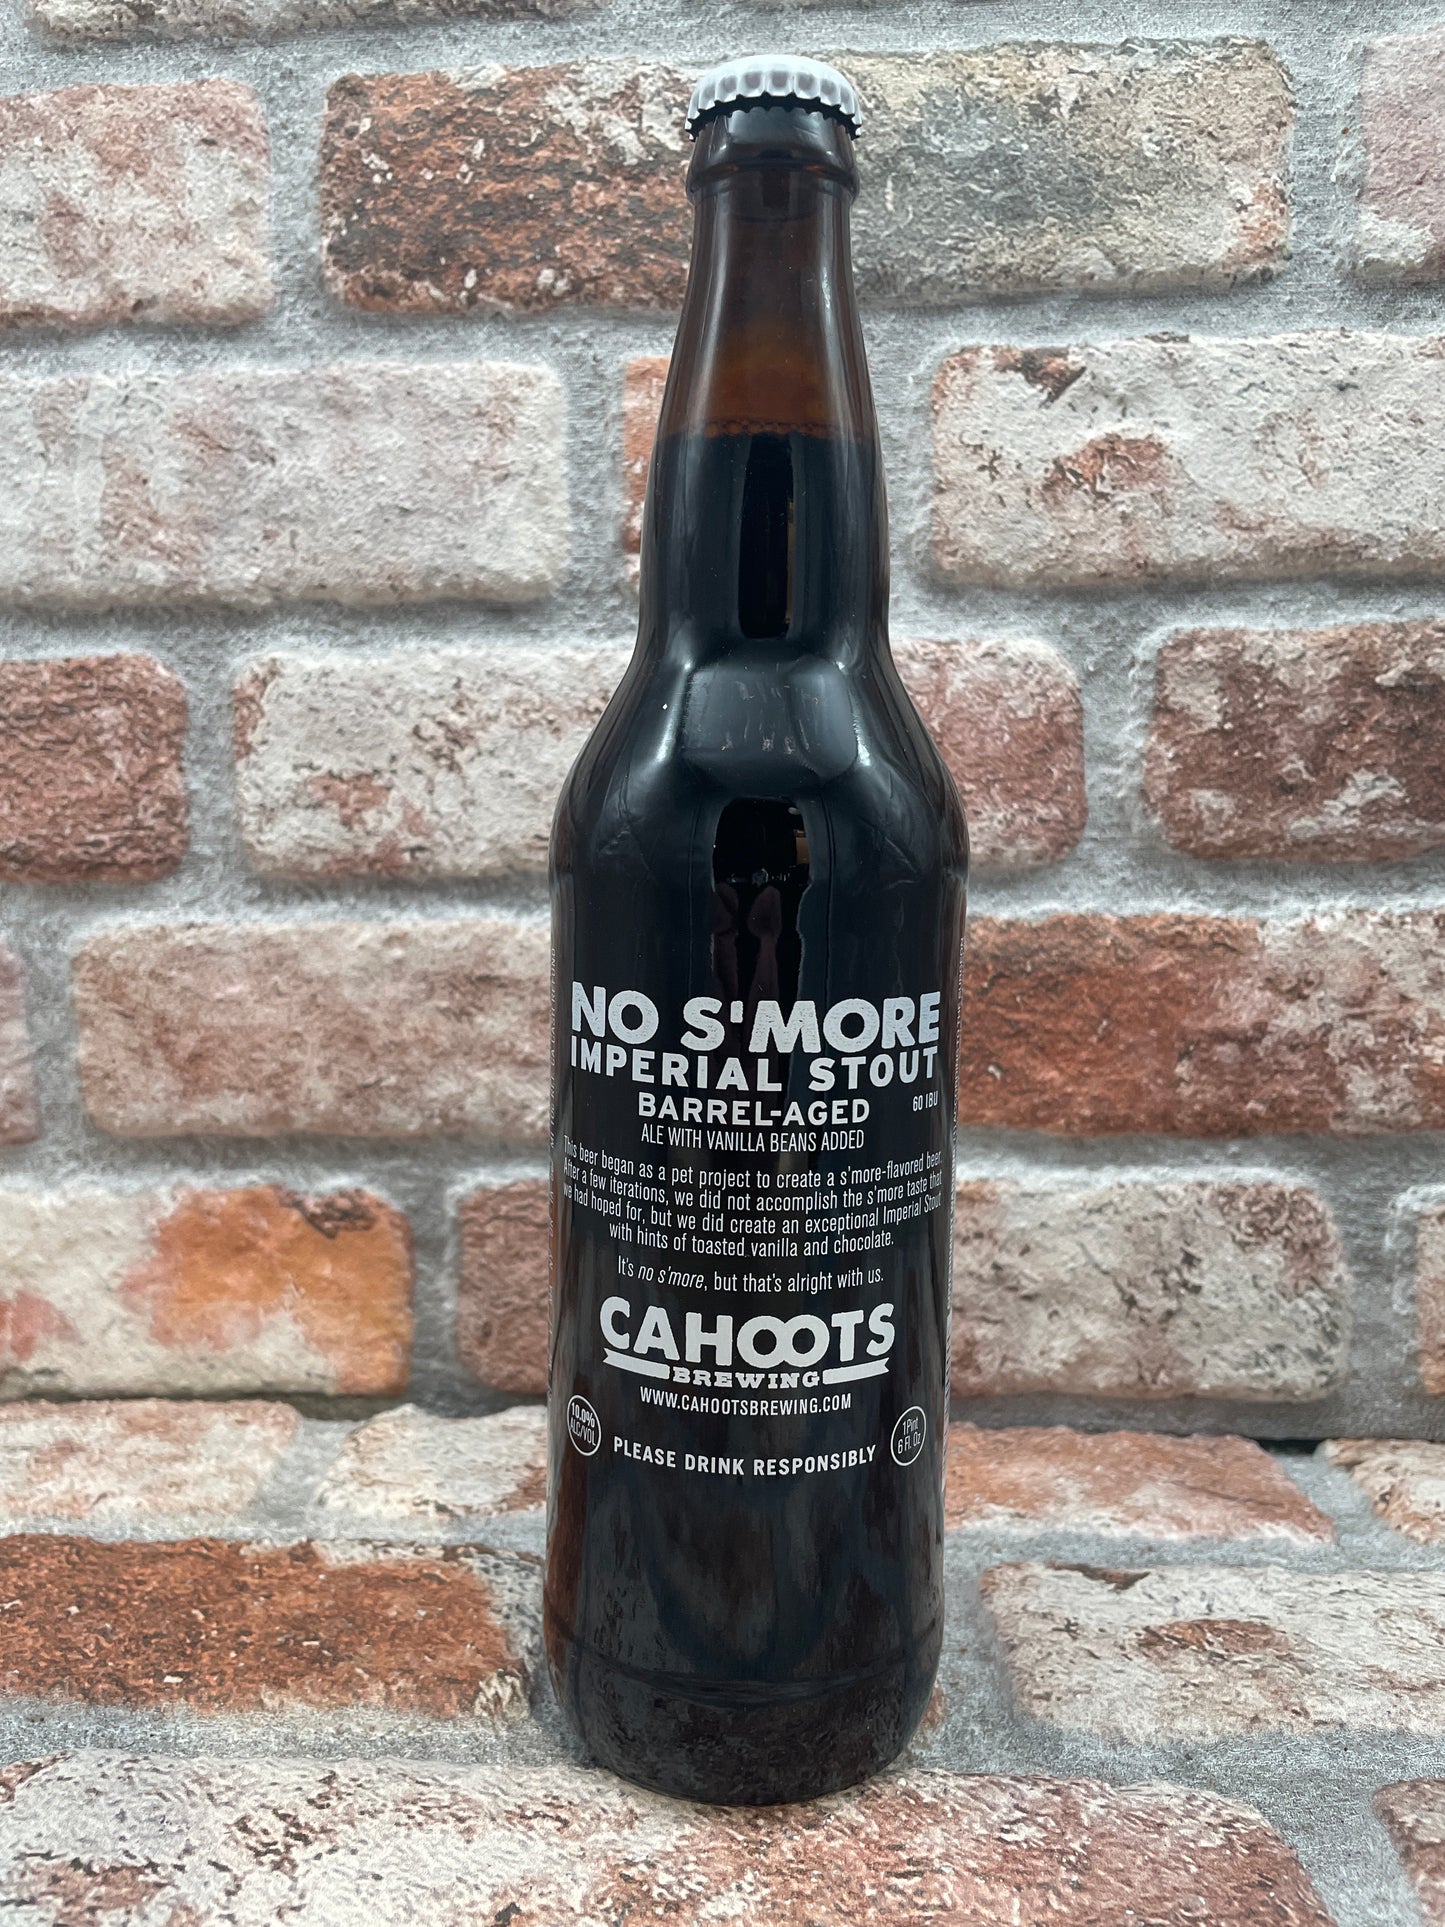 NO S'MORE
IMPERIAL STOUT
BARREL-AGED
60 IBU
ALE WITH VANILLA BEANS ADDED
This beer began as a pet project to create a s'more-flavored beer.
After a few iterations, we did not accomplish the s'more taste that
we had hoped for, but we did create an exceptional Imperial Stout
with hints of toasted vanilla and chocolate.
It's no s'more, but that's alright with us.
CAHOOTS
BREWING
WWW.CAHOOTSBREWING.COM
10.0%
ALC/VOL
PLEASE DRINK RESPONSIBLY
1 Pint
6 Fl. Oz